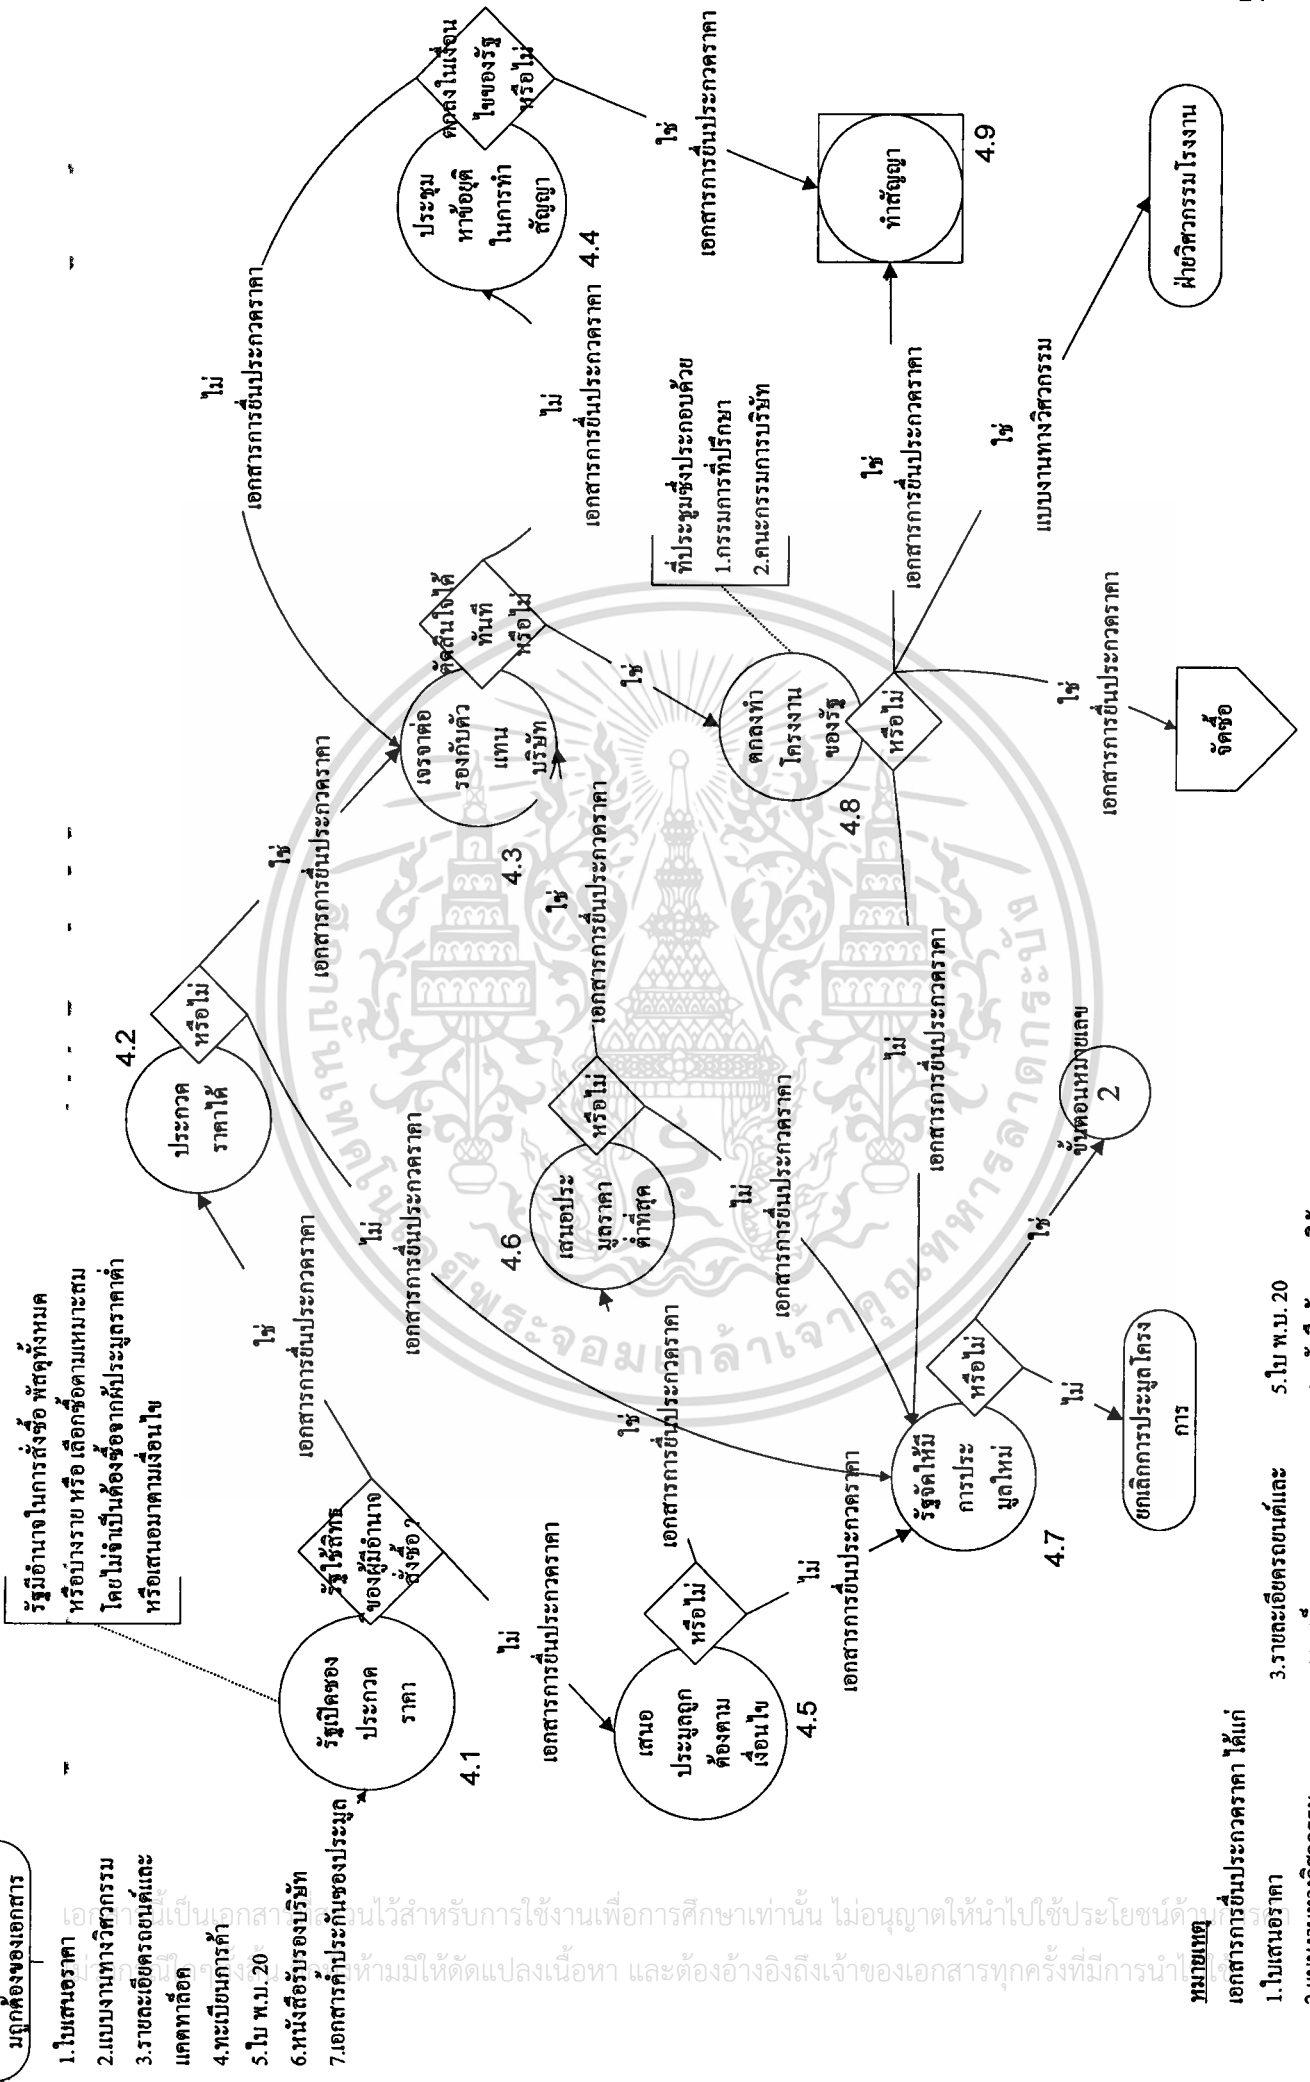 มถูกต้องของเอกสาร
1.ใบเสนอราคา
2.แบบงานทางวิศวกรรม
3.รายละเอียดรถยนต์และ
แคตทาล็อค
4.ทะเบียนการค้า
5.ใบ พ.บ. 20
6.หนังสือรับรองบริษัท
7.เอกสารค้ำประกันซองประมูล
รัฐมีอำนาจในการสั่งซื้อ พัสดุทั้งหมด
หรือบางราย หรือ เลือกซื้อตามเหมาะสม
โดยไม่จำเป็นต้องซื้อจากผู้ประมูลราคาต่ำ
หรือเสนอมาตามเงื่อนไข
รัฐเปิดซอง
ประกวด
ราคา
4.1
รัฐใช้สิทธ
ของผู้มีอำนาจ
สั่งซื้อ ?
ใช่
เอกสารการยื่นประกวดราคา
ไม่
เอกสารการยื่นประกวดราคา
ประกวด
ราคาได้
4.2
หรือไม่
ใช่
เอกสารการยื่นประกวดราคา
ไม่
เอกสารการยื่นประกวดราคา
เจรจาต่อ
รองกับตัว
แทน
บริษัท
4.3
ตัดสินใจได้
ทันที
หรือไม่
ไม่
เอกสารการยื่นประกวดราคา
ใช่
ประชุม
หาข้อยุติ
ในการทำ
สัญญา
4.4
ตกลงในเงื่อน
ไขของรัฐ
หรือไม่
ไม่
เอกสารการยื่นประกวดราคา
ใช่
เอกสารการยื่นประกวดราคา
เสนอ
ประมูลถูก
ต้องตาม
เงื่อนไข
4.5
หรือไม่
ใช่
เอกสารการยื่นประกวดราคา
ไม่
เอกสารการยื่นประกวดราคา
เสนอประ
มูลราคา
ต่ำที่สุด
4.6
หรือไม่
ใช่
เอกสารการยื่นประกวดราคา
ไม่
เอกสารการยื่นประกวดราคา
ที่ประชุมซึ่งประกอบด้วย
1.กรรมการที่ปรึกษา
2.คนะกรรมการบริษัท
ตกลงทำ
โครงงาน
ของรัฐ
4.8
หรือไม่
ใช่
เอกสารการยื่นประกวดราคา
ใช่
แบบงานทางวิศวกรรม
ใช่
เอกสารการยื่นประกวดราคา
ไม่
เอกสารการยื่นประกวดราคา
ทำสัญญา
4.9
ฝ่ายวิศวกรรมโรงงาน
จัดซื้อ
รัฐจัดให้มี
การประ
มูลใหม่
4.7
หรือไม่
ใช่
ขั้นตอนหมายเลข
2
ไม่
ยกเลิกการประมูลโครง
การ
หมายเหตุ
เอกสารการยื่นประกวดราคา ได้แก่
1.ใบเสนอราคา
3.รายละเอียดรถยนต์และ
5.ใบ พ.บ. 20
สถาบันเทคโนโลยีพระจอมเกล้าเจ้าคุณทหารลาดกระบัง